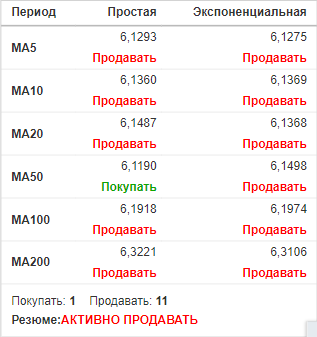 Период Простая Экспоненциальная
MA5 6,1293 Продавать 6,1275 Продавать
MA10 6,1360 Продавать 6,1369 Продавать
MA20 6,1487 Продавать 6,1368 Продавать
MA50 6,1190 Покупать 6,1498 Продавать
MA100 6,1918 Продавать 6,1974 Продавать
MA200 6,3221 Продавать 6,3106 Продавать
Покупать: 1 Продавать: 11
Резюме:АКТИВНО ПРОДАВАТЬ